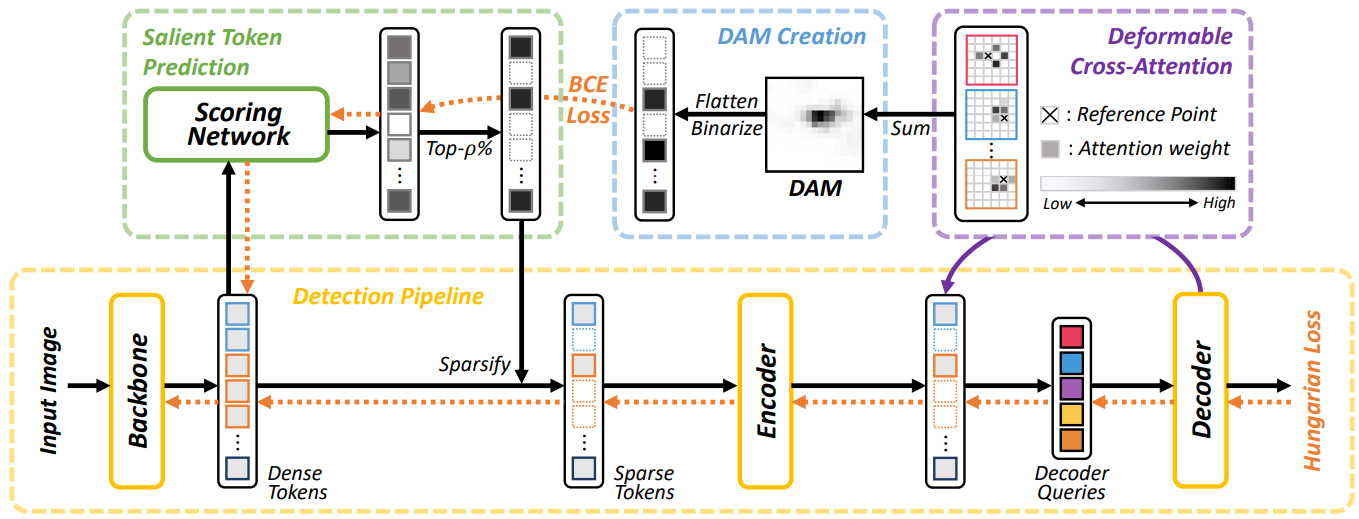 Salient Token
Prediction
Scoring
Network
Top-ρ%
BCE
Loss
DAM Creation
Flatten
Binarize
DAM
Sum
Deformable
Cross-Attention
: Reference Point
: Attention weight
Low
High
Detection Pipeline
Input Image
Backbone
Dense
Tokens
Sparsify
Sparse
Tokens
Encoder
Decoder
Queries
Decoder
Hungarian Loss